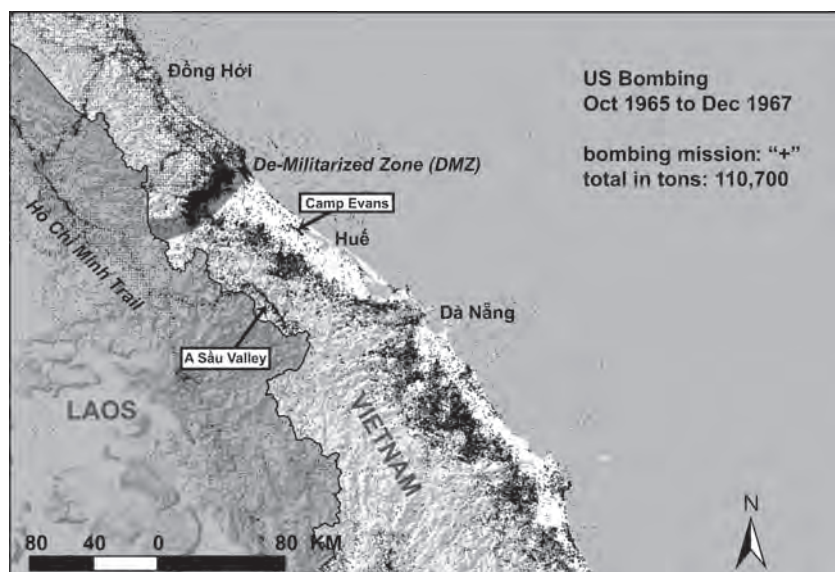 Đồng Hới
US Bombing
Oct 1965 to Dec 1967
bombing mission: “+”
total in tons: 110,700
De-Militarized Zone (DMZ)
Camp Evans
Huế
Hồ Chí Minh Trail
Dà Nẵng
A Sầu Valley
LAOS
VIETNAM
N
80 40 0 80 KM